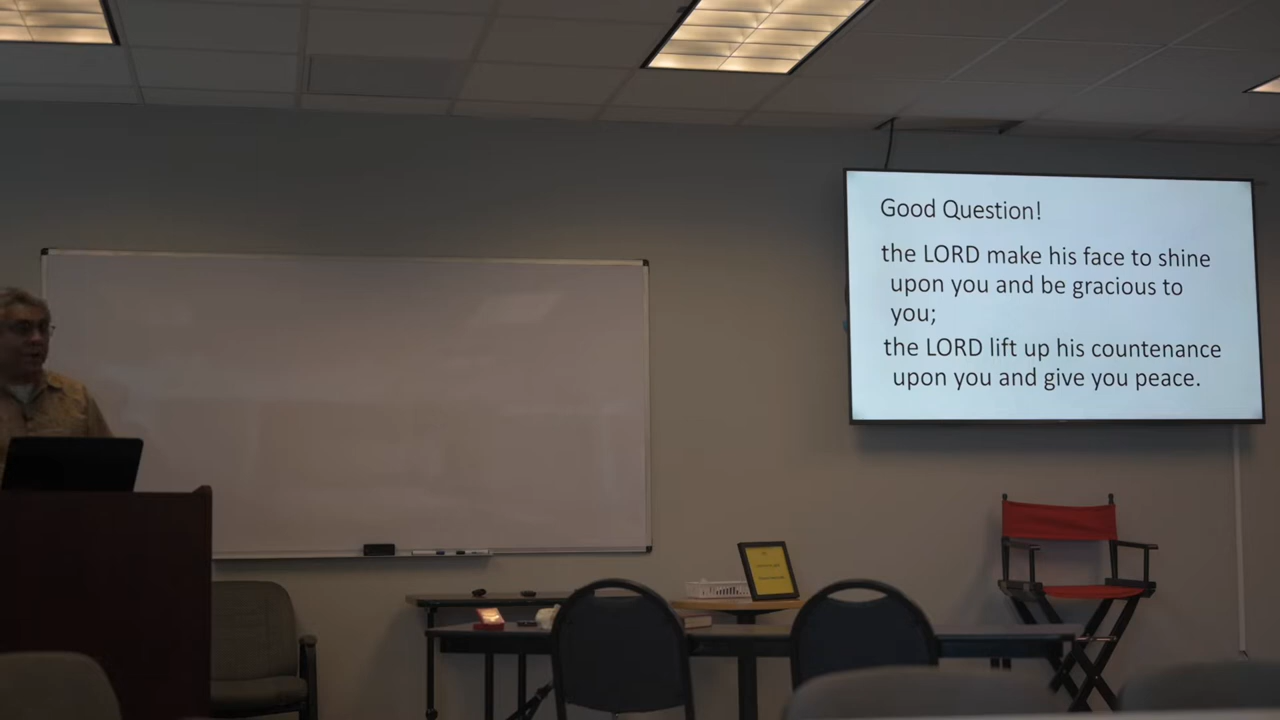 Good Question!
the LORD make his face to shine
upon you and be gracious to
you;
the LORD lift up his countenance
upon you and give you peace.